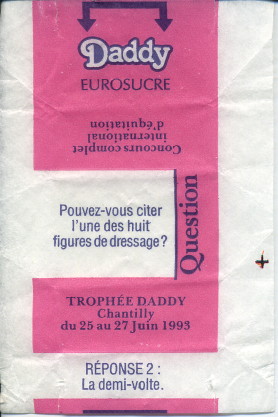 Daddy
EUROSUCRE
Concours complet
international
d'équitation
Pouvez-vous citer
l'une des huit
figures de dressage?
Question
TROPHÉE DADDY
Chantilly
du 25 au 27 Juin 1993
RÉPONSE 2 :
La demi-volte.